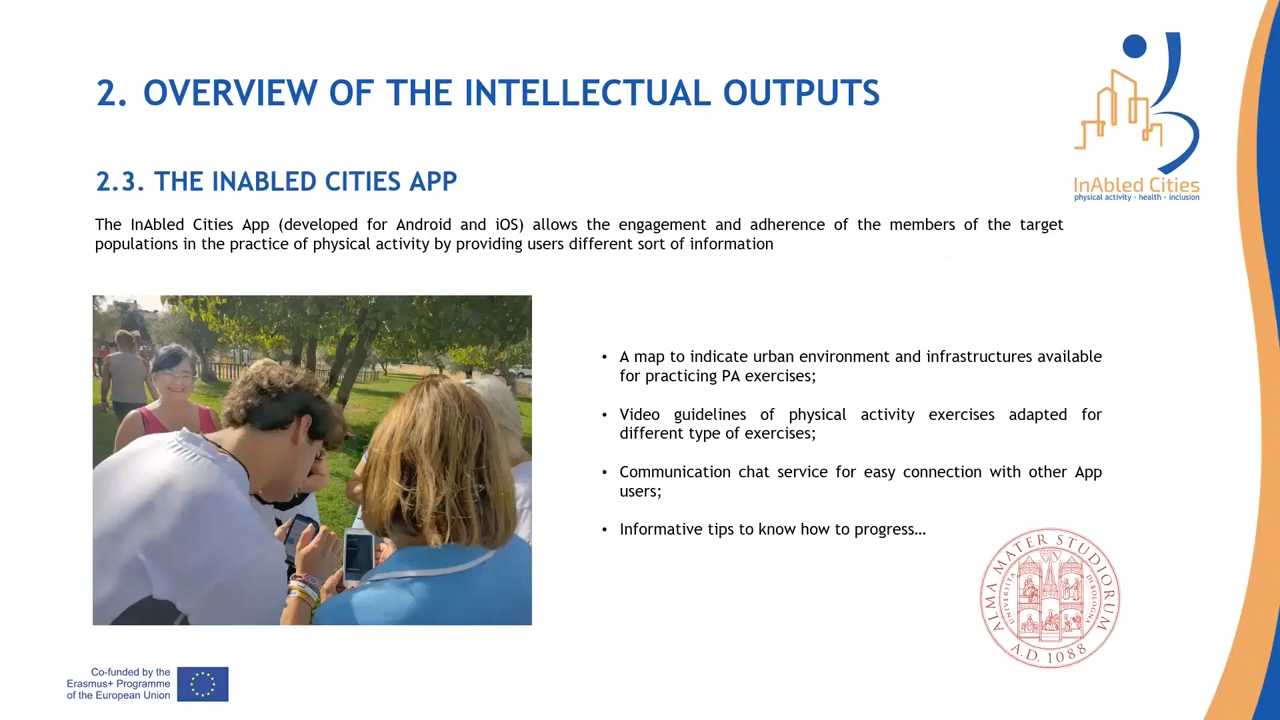 2. OVERVIEW OF THE INTELLECTUAL OUTPUTS
InAbled Cities
physical activity - health - inclusion
2.3. THE INABLED CITIES APP
The InAbled Cities App (developed for Android and iOS) allows the engagement and adherence of the members of the target
populations in the practice of physical activity by providing users different sort of information
• A map to indicate urban environment and infrastructures available
for practicing PA exercises;
• Video guidelines of physical activity exercises adapted for
different type of exercises;
• Communication chat service for easy connection with other App
users;
• Informative tips to know how to progress…
ALMA MATER STUDIORUM
UNIVERSITA DI BOLOGNA
A.D. 1088
Co-funded by the
Erasmus+ Programme
of the European Union